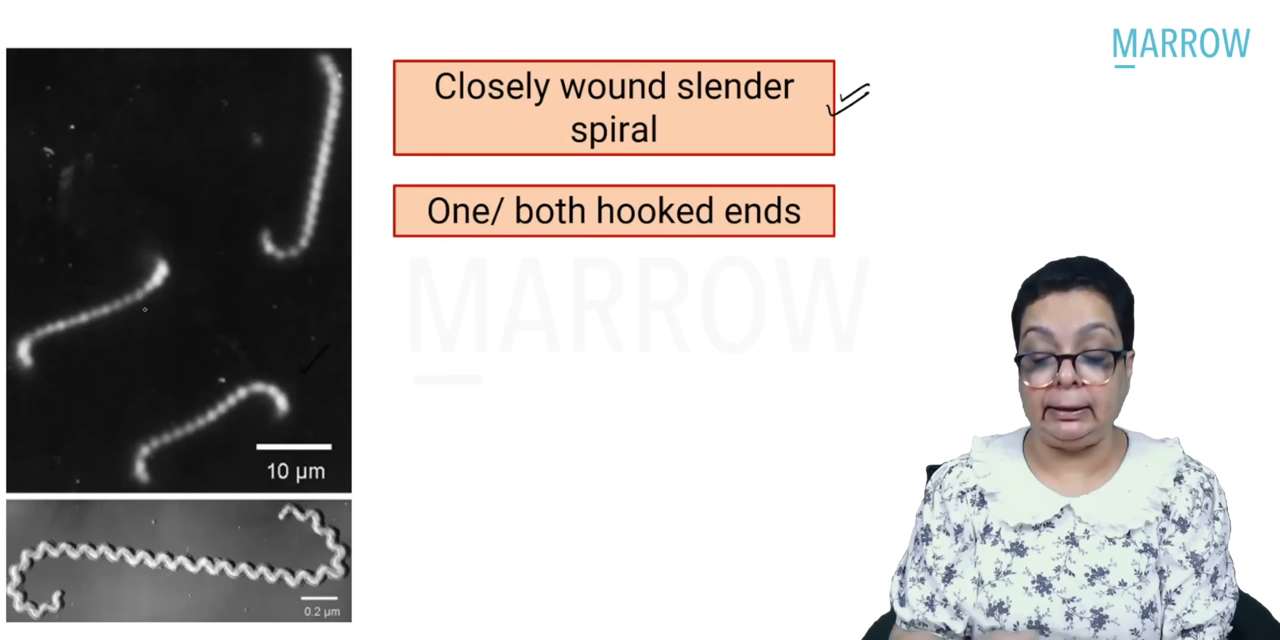 MARROW
Closely wound slender
spiral
One/ both hooked ends
MARROW
10 µm
0.2 µm